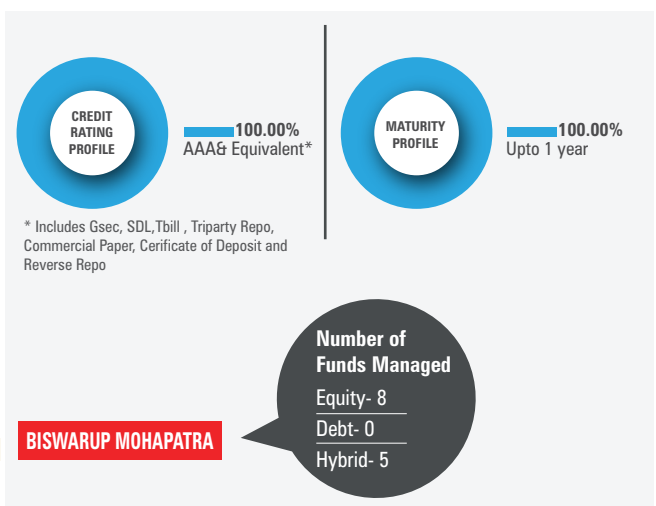 CREDIT
RATING
PROFILE
100.00%
AAA& Equivalent*
* Includes Gsec, SDL,Tbill , Triparty Repo,
Commercial Paper, Cerificate of Deposit and
Reverse Repo
MATURITY
PROFILE
100.00%
Upto 1 year
Number of
Funds Managed
Equity- 8
Debt- 0
Hybrid- 5
BISWARUP MOHAPATRA